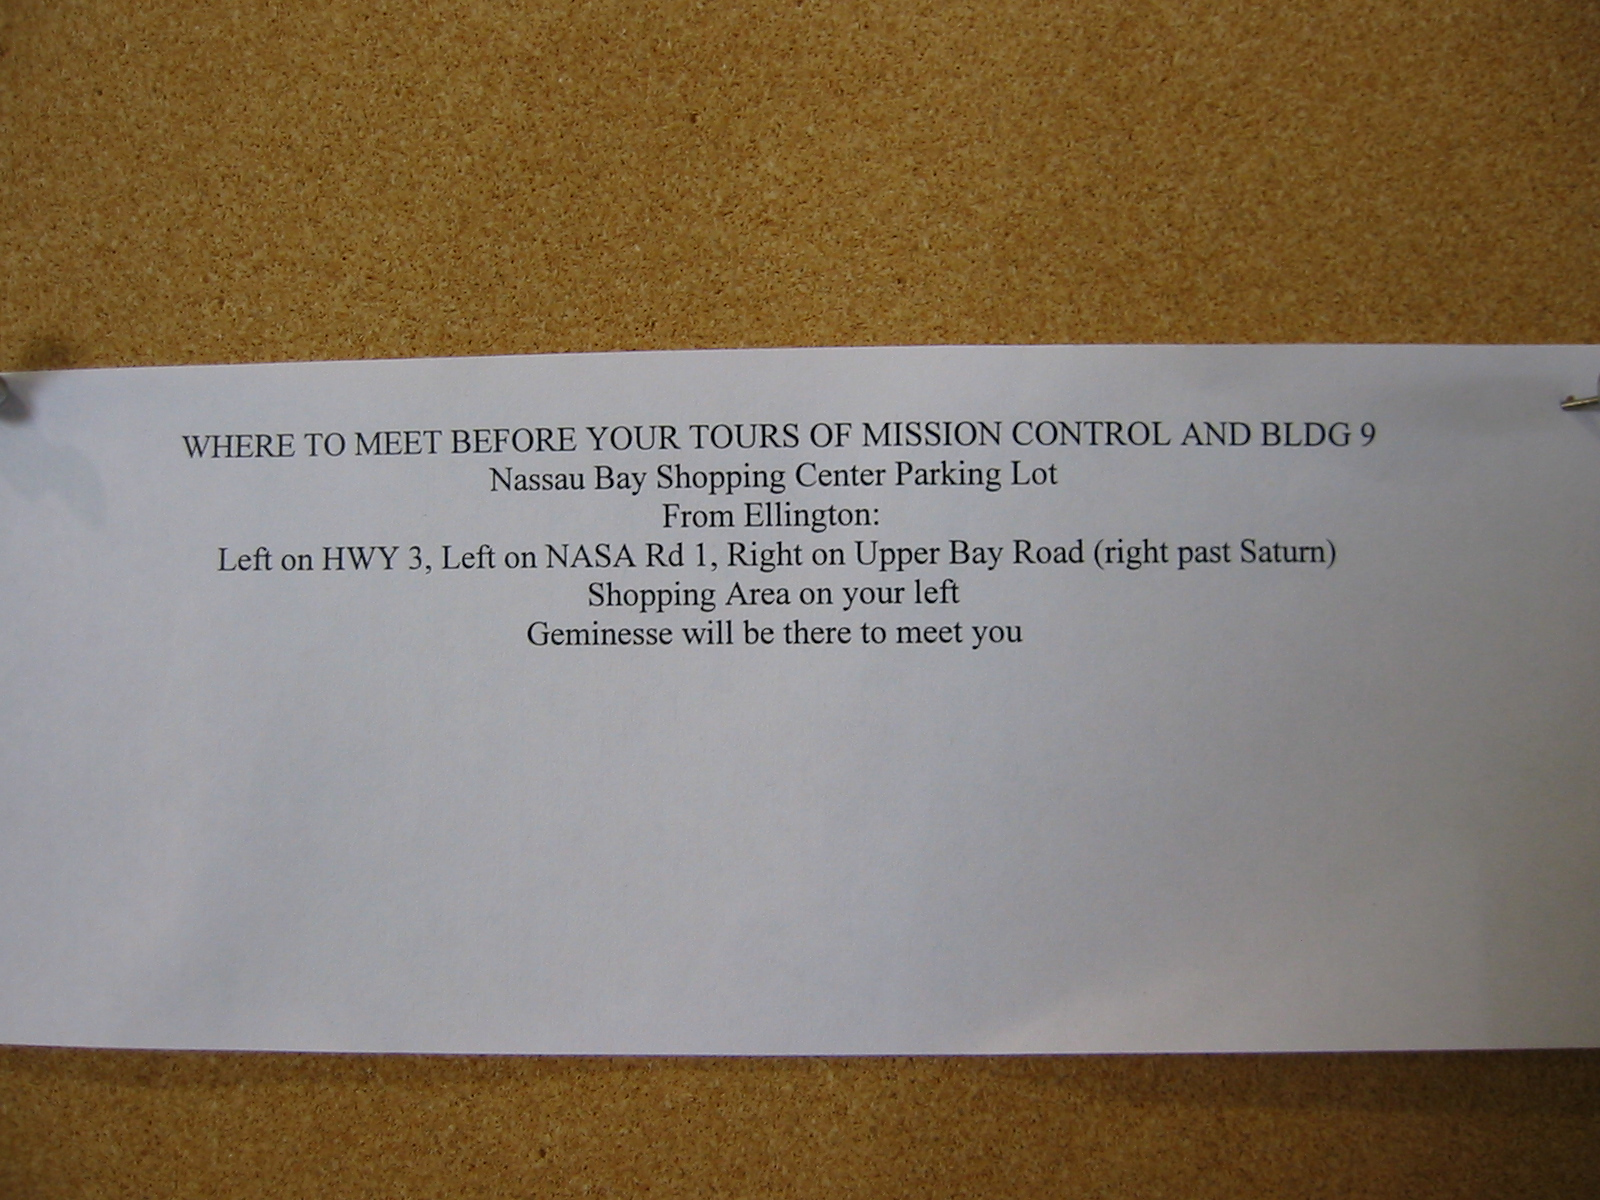 WHERE TO MEET BEFORE YOUR TOURS OF MISSION CONTROL AND BLDG 9
Nassau Bay Shopping Center Parking Lot
From Ellington:
Left on HWY 3, Left on NASA Rd 1, Right on Upper Bay Road (right past Saturn)
Shopping Area on your left
Geminesse will be there to meet you